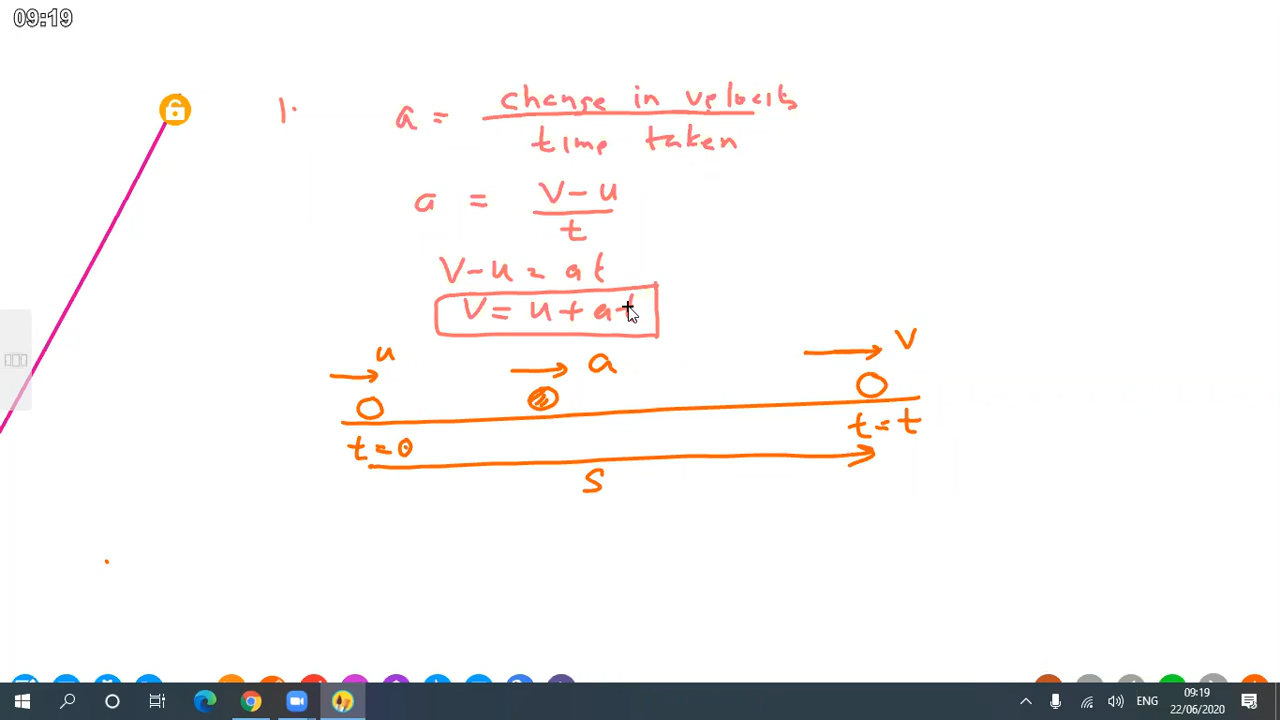 09:19
1. a = change in velocity / time taken
a = v-u / t
v-u = at
v = u + at
u a v
t=0 t=t
s
ENG
09:19
22/06/2020